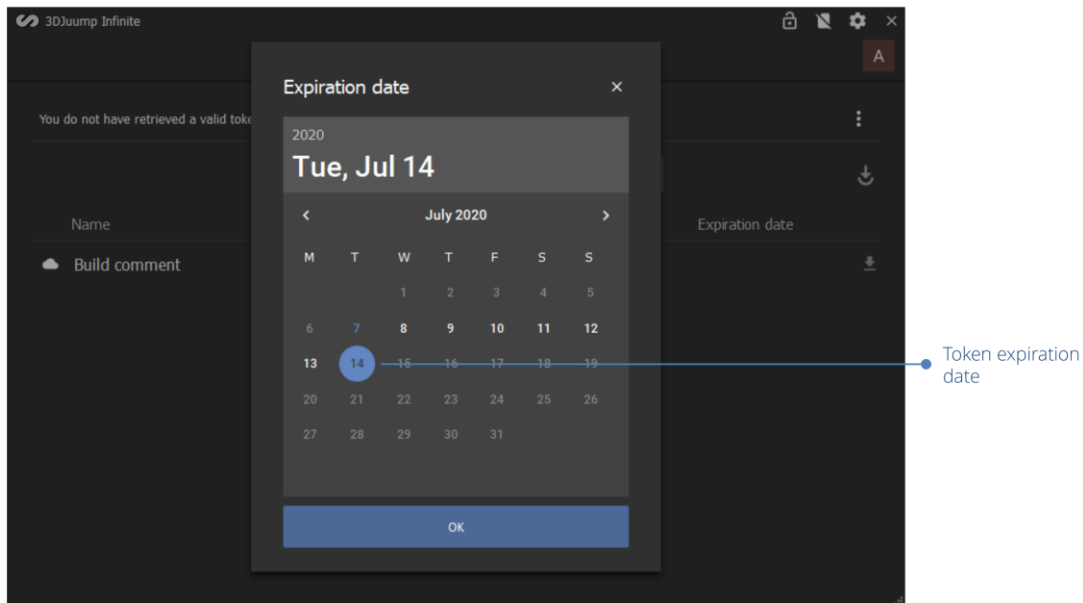 3DJuump Infinite
A
Expiration date
You do not have retrieved a valid toke
2020
Tue, Jul 14
July 2020
Name
Expiration date
M T W T F S S
1 2 3 4 5
Build comment
6 7 8 9 10 11 12
13 14 15 16 17 18 19
Token expiration
date
20 21 22 23 24 25 26
27 28 29 30 31
OK